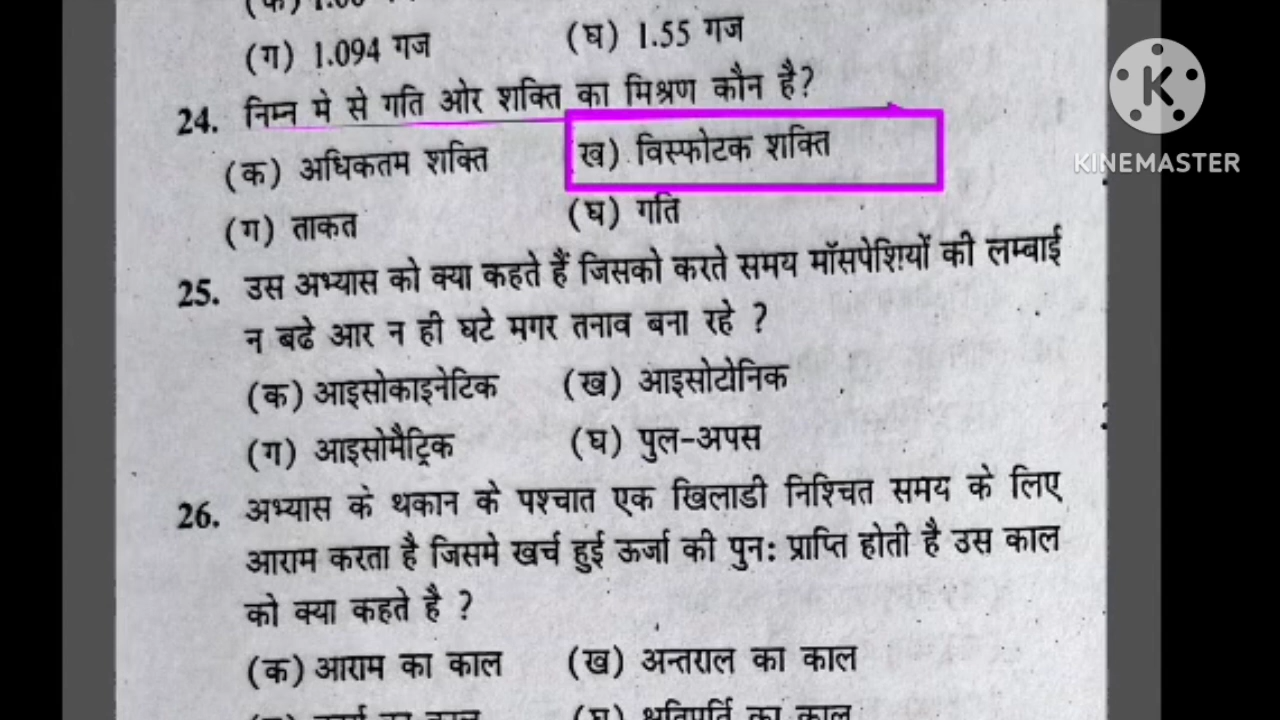 (ग) 1.094 गज (घ) 1.55 गज
24. निम्न मे से गति ओर शक्ति का मिश्रण कौन है?
(क) अधिकतम शक्ति ख) विस्फोटक शक्ति
(ग) ताकत (घ) गति
25. उस अभ्यास को क्या कहते हैं जिसको करते समय मॉसपेशियों की लम्बाई
न बढे आर न ही घटे मगर तनाव बना रहे ?
(क) आइसोकाइनेटिक (ख) आइसोटोनिक
(ग) आइसोमैट्रिक (घ) पुल-अपस
26. अभ्यास के थकान के पश्चात एक खिलाडी निश्चित समय के लिए
आराम करता है जिसमे खर्च हुई ऊर्जा की पुनः प्राप्ति होती है उस काल
को क्या कहते है ?
(क) आराम का काल (ख) अन्तराल का काल
(घ) क्षतिपूर्ति का काल
K
KINEMASTER